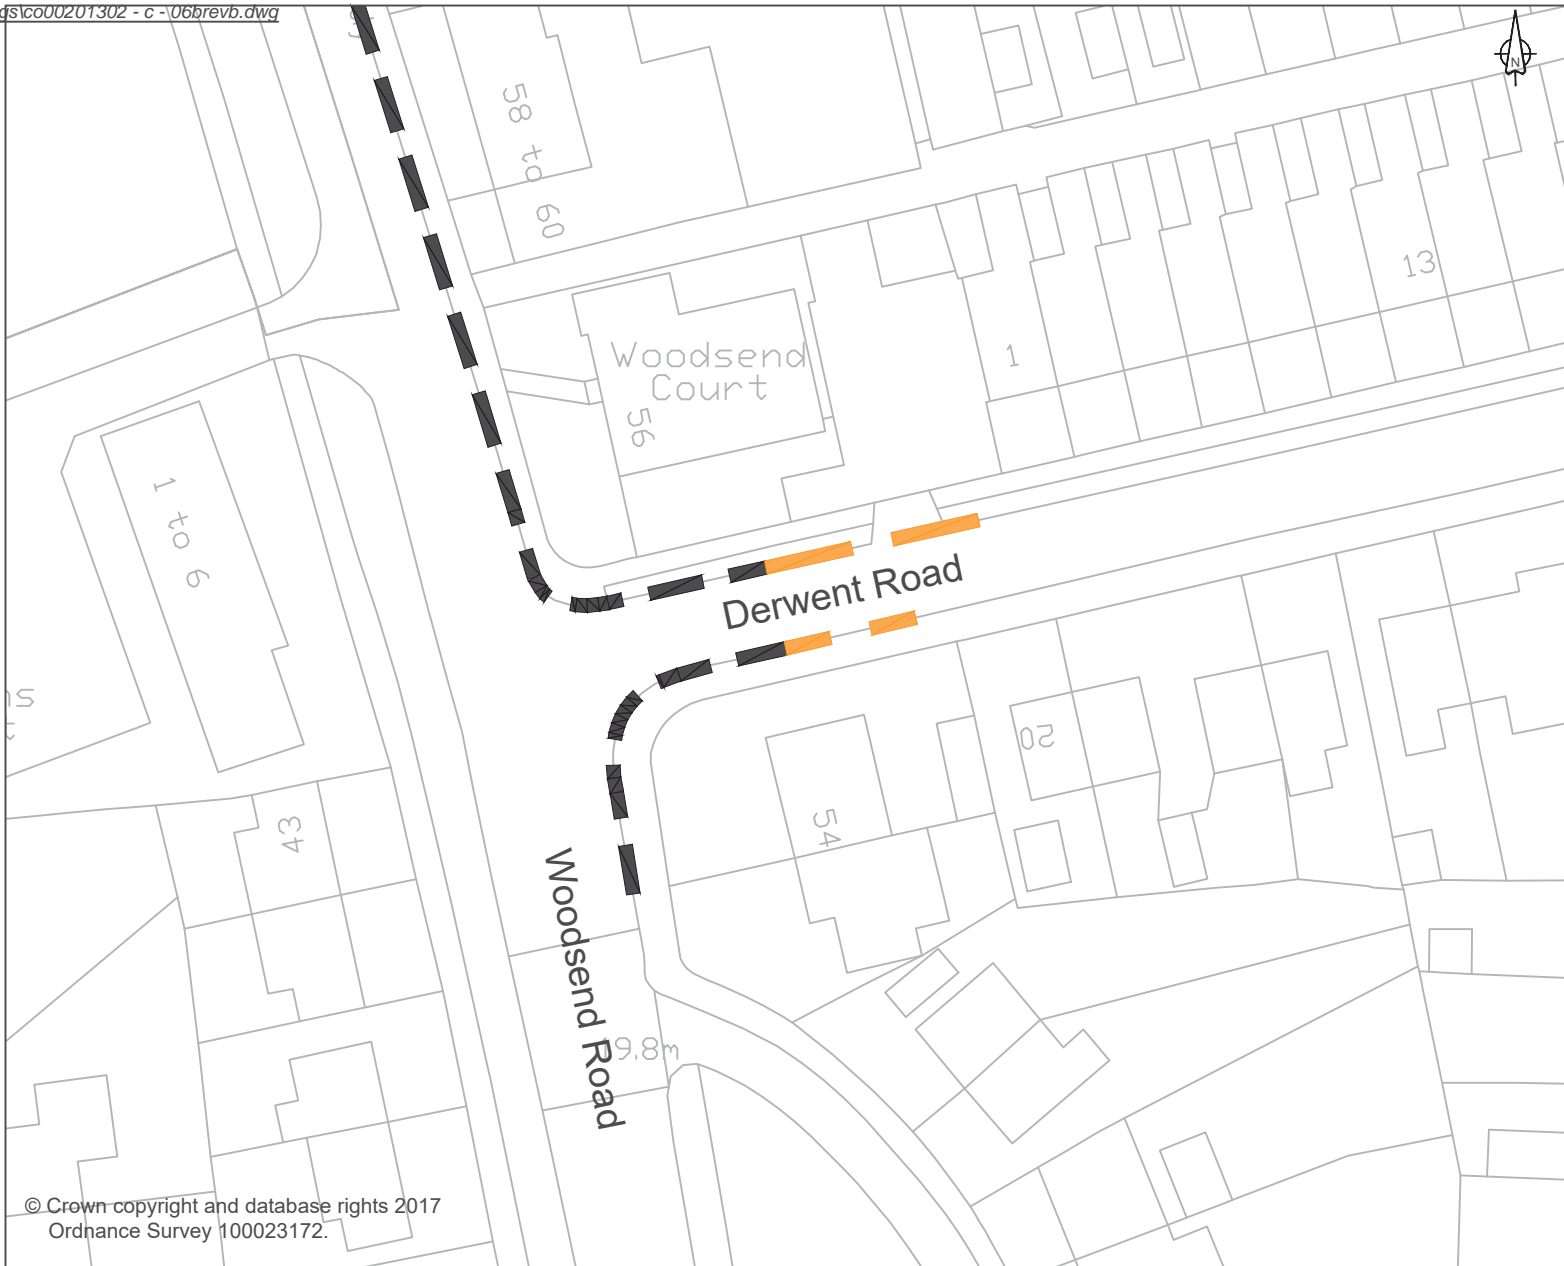 gs\co00201302 - c - 06brevb.dwg
N
58 to 60
13
Woodsend
Court
1
56
1 to 6
Derwent Road
20
54
43
Woodsend Road
9.8m
© Crown copyright and database rights 2017
Ordnance Survey 100023172.